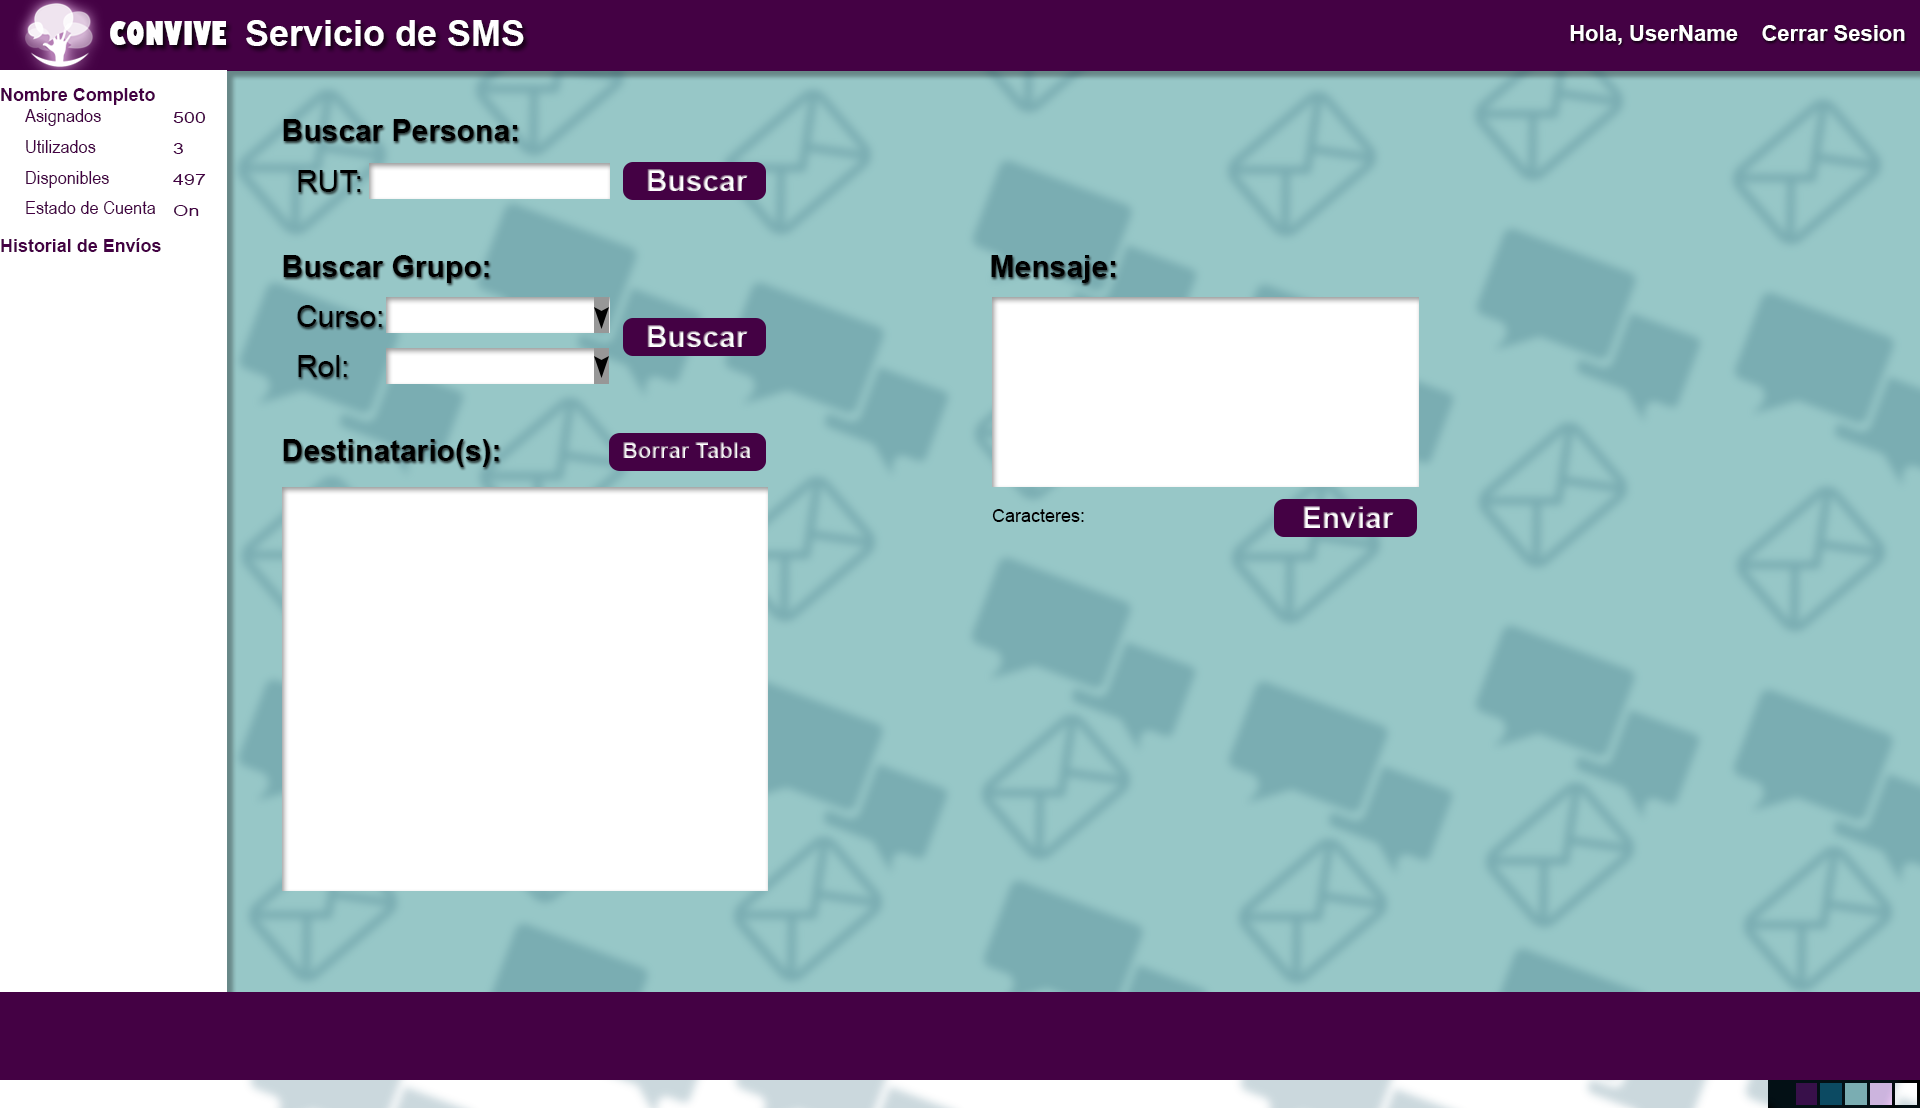 CONVIVE Servicio de SMS
Hola, UserName Cerrar Sesion
Nombre Completo
Asignados 500
Utilizados 3
Disponibles 497
Estado de Cuenta On
Historial de Envíos
Buscar Persona:
RUT: Buscar
Buscar Grupo:
Curso:
Buscar
Rol:
Destinatario(s): Borrar Tabla
Mensaje:
Caracteres: Enviar